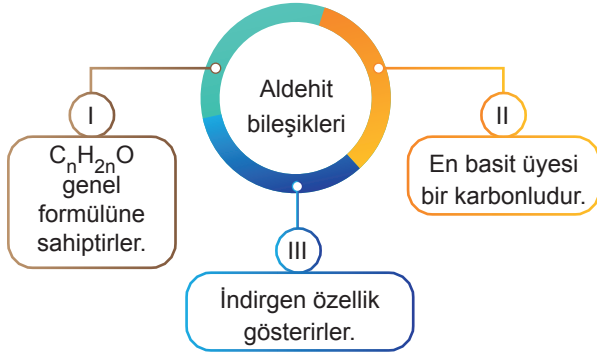 Aldehit
bileşikleri
I
CₙH₂ₙO
genel
formülüne
sahiptirler.
II
En basit üyesi
bir karbonludur.
III
İndirgen özellik
gösterirler.